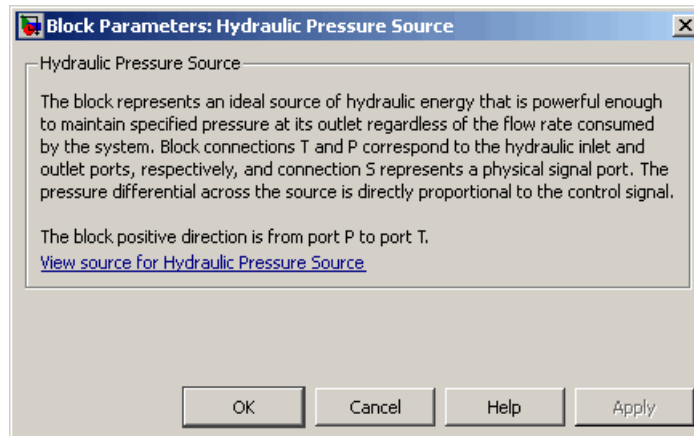 Block Parameters: Hydraulic Pressure Source
Hydraulic Pressure Source
The block represents an ideal source of hydraulic energy that is powerful enough
to maintain specified pressure at its outlet regardless of the flow rate consumed
by the system. Block connections T and P correspond to the hydraulic inlet and
outlet ports, respectively, and connection S represents a physical signal port. The
pressure differential across the source is directly proportional to the control signal.
The block positive direction is from port P to port T.
View source for Hydraulic Pressure Source
OK Cancel Help Apply